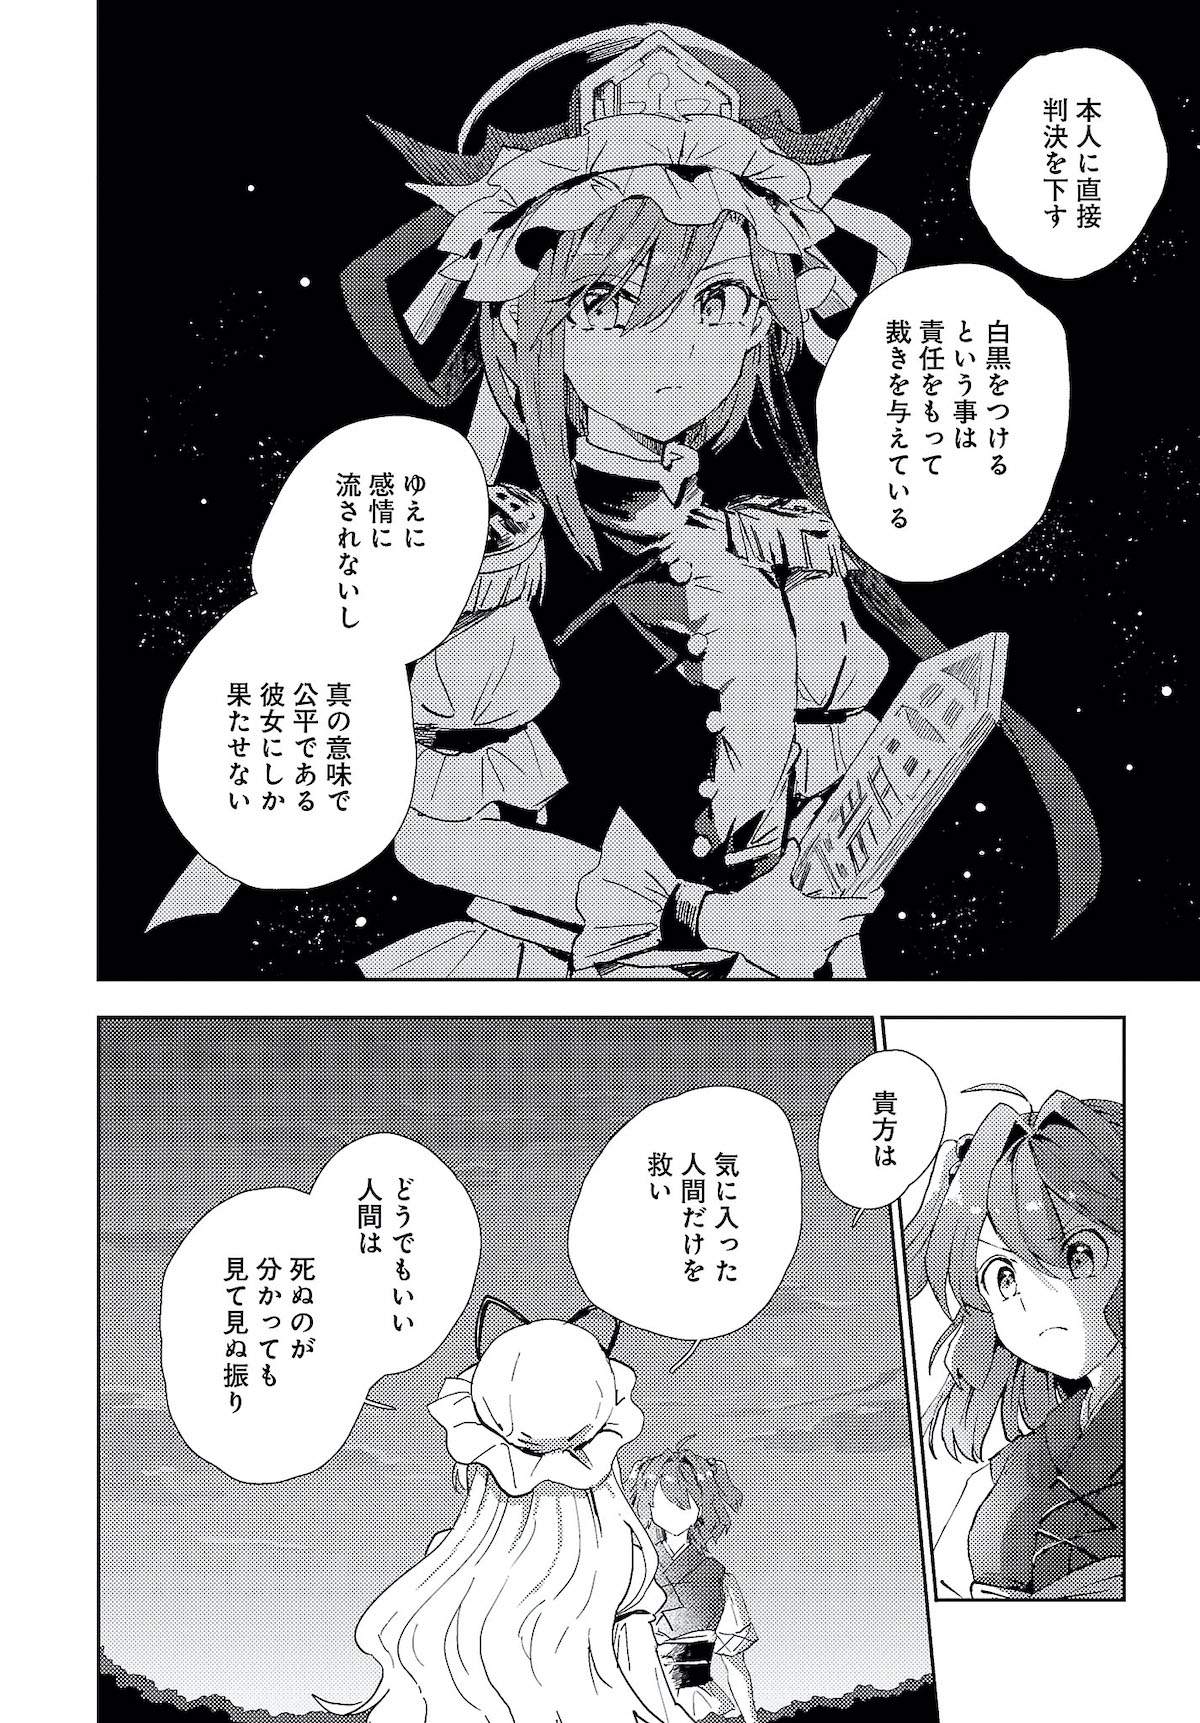 本人に直接
判決を下す
白黒をつける
という事は
責任をもって
裁きを与えている
ゆえに
感情に
流されないし
真の意味で
公平である
彼女にしか
果たせない
貴方は
気に入った
人間だけを
救い
どうでもいい
人間は
死ぬのが
分かっても
見て見ぬ振り